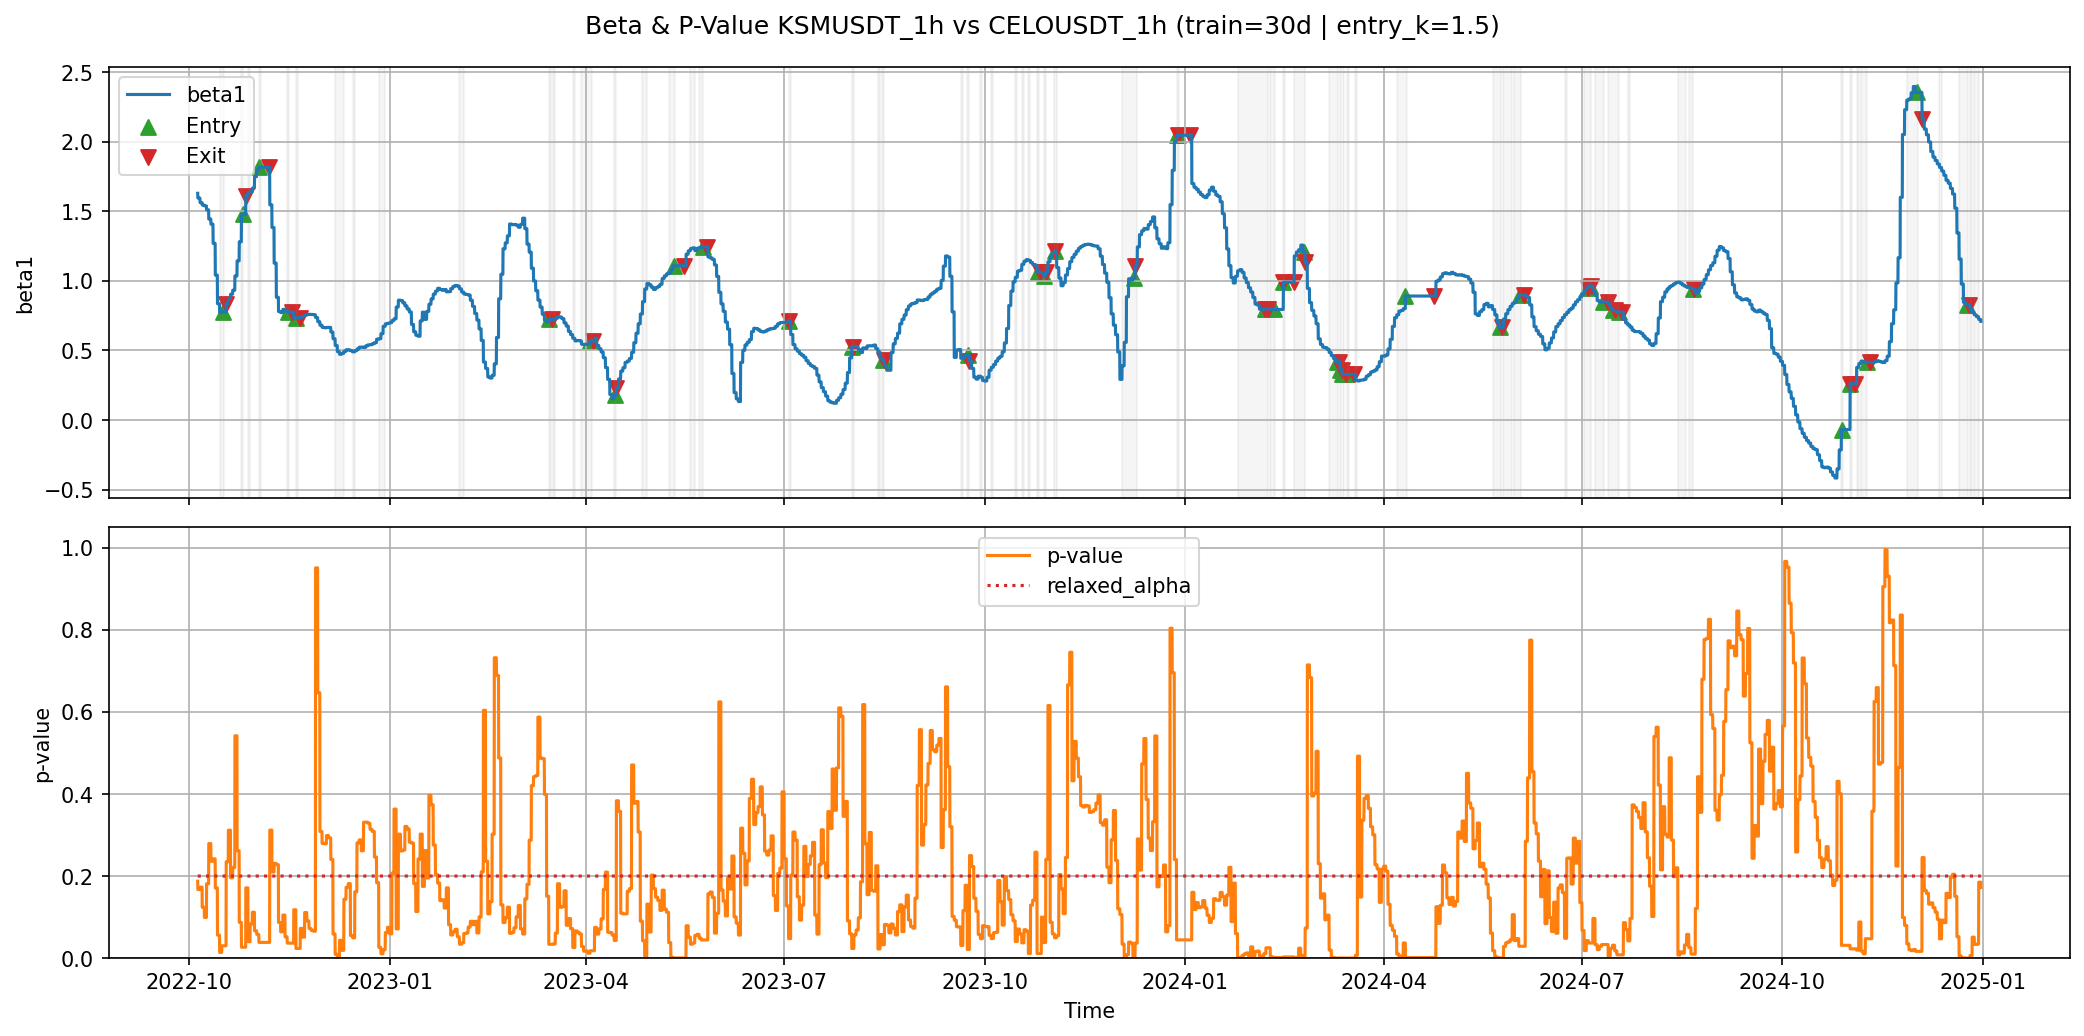 Beta & P-Value KSMUSDT_1h vs CELOUSDT_1h (train=30d | entry_k=1.5)
beta1
Entry
Exit
2.5
2.0
1.5
1.0
0.5
0.0
−0.5
beta1
p-value
relaxed_alpha
1.0
0.8
0.6
0.4
0.2
0.0
p-value
2022-10 2023-01 2023-04 2023-07 2023-10 2024-01 2024-04 2024-07 2024-10 2025-01
Time